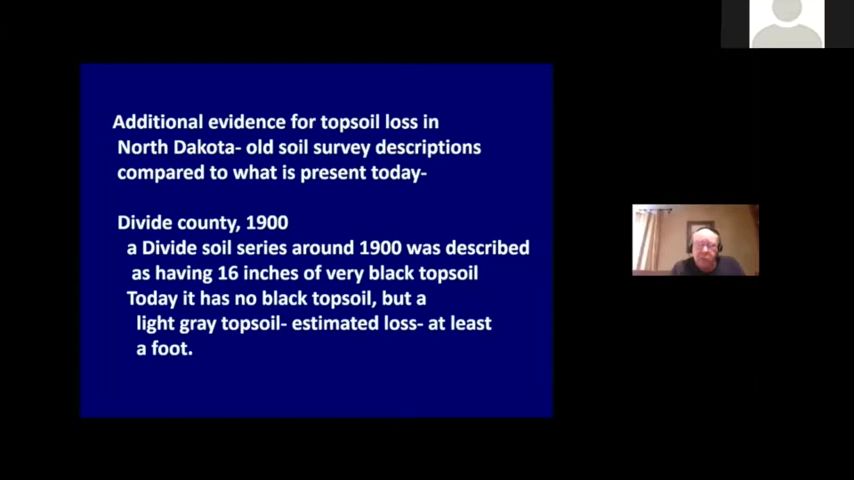 Additional evidence for topsoil loss in
North Dakota- old soil survey descriptions
compared to what is present today-
Divide county, 1900
a Divide soil series around 1900 was described
as having 16 inches of very black topsoil
Today it has no black topsoil, but a
light gray topsoil- estimated loss- at least
a foot.